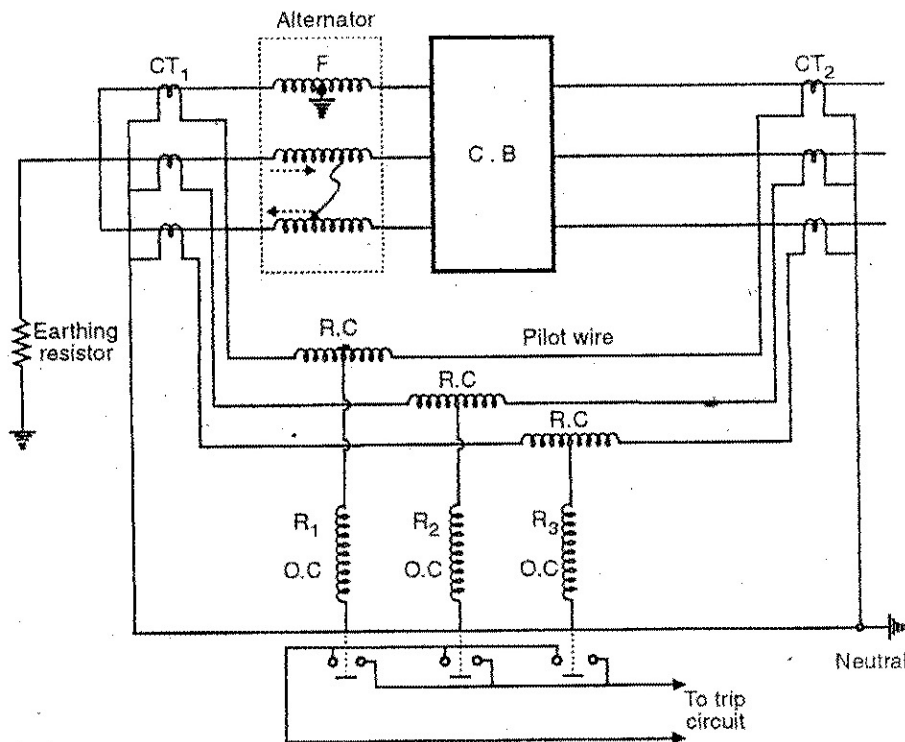 Alternator
CT1
F
CT2
C . B
Earthing
resistor
R.C
Pilot wire
R.C
R.C
R1
R2
R3
O.C
O.C
O.C
Neutral
To trip
circuit